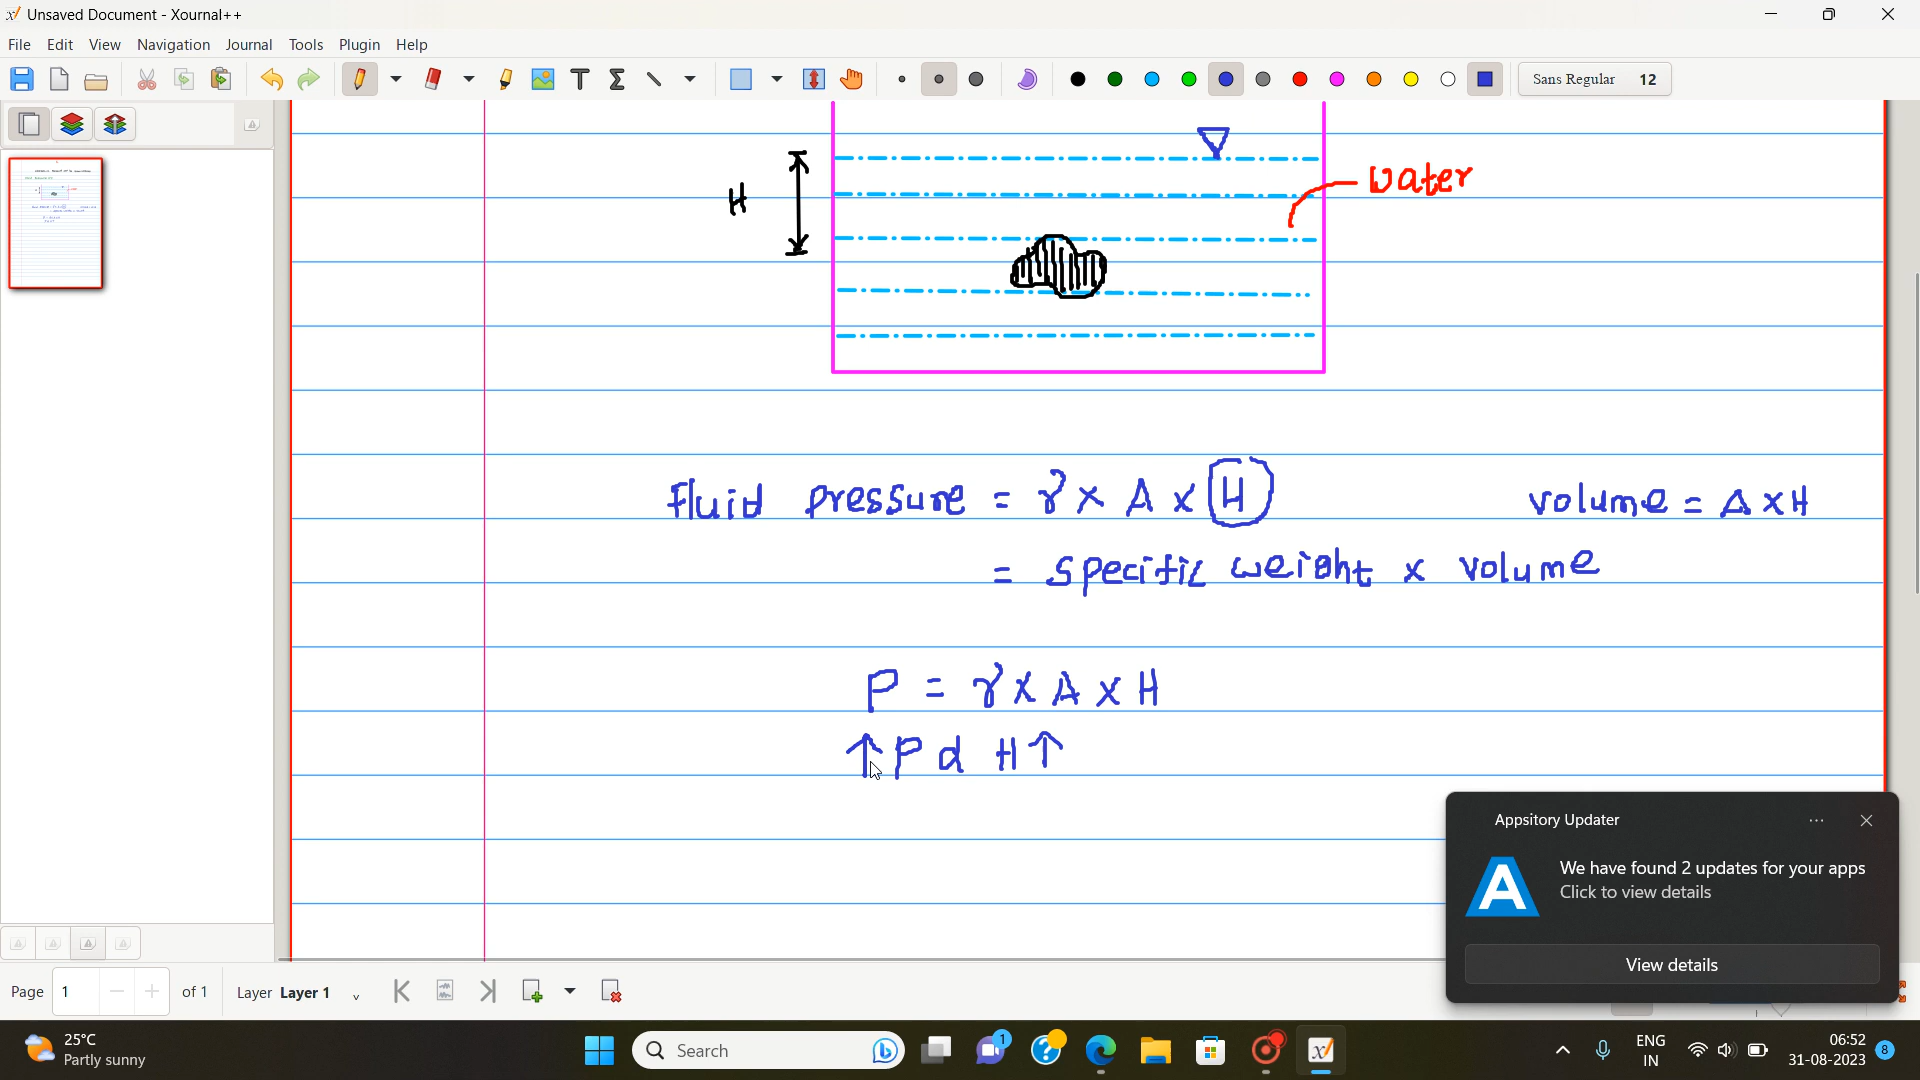 Unsaved Document - Xournal++
File Edit View Navigation Journal Tools Plugin Help
Sans Regular 12
H
water
Fluid pressure = γ x A x H
volume = A x H
= specific weight x volume
P = γ x A x H
↑ P α H ↑
Appsitory Updater
We have found 2 updates for your apps
Click to view details
View details
Page 1 of 1 Layer Layer 1
25°C
Partly sunny
Search
1
ENG
IN
06:52
31-08-2023
8